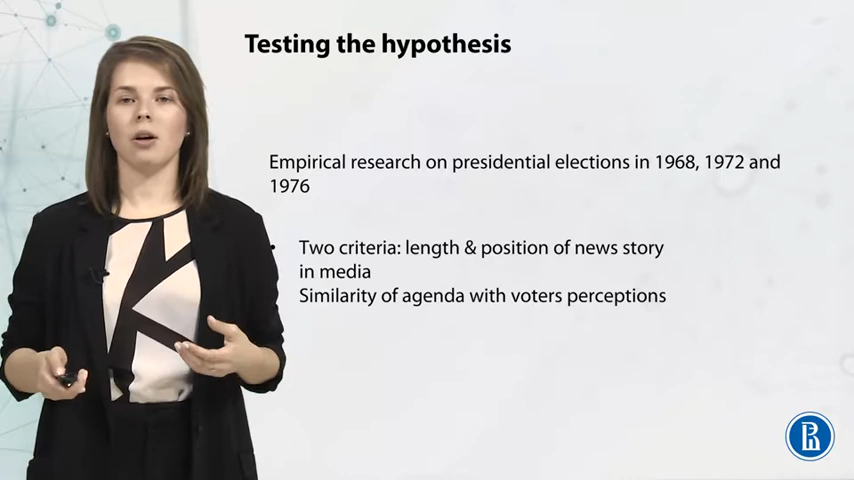 Testing the hypothesis
Empirical research on presidential elections in 1968, 1972 and
1976
• Two criteria: length & position of news story
in media
Similarity of agenda with voters perceptions